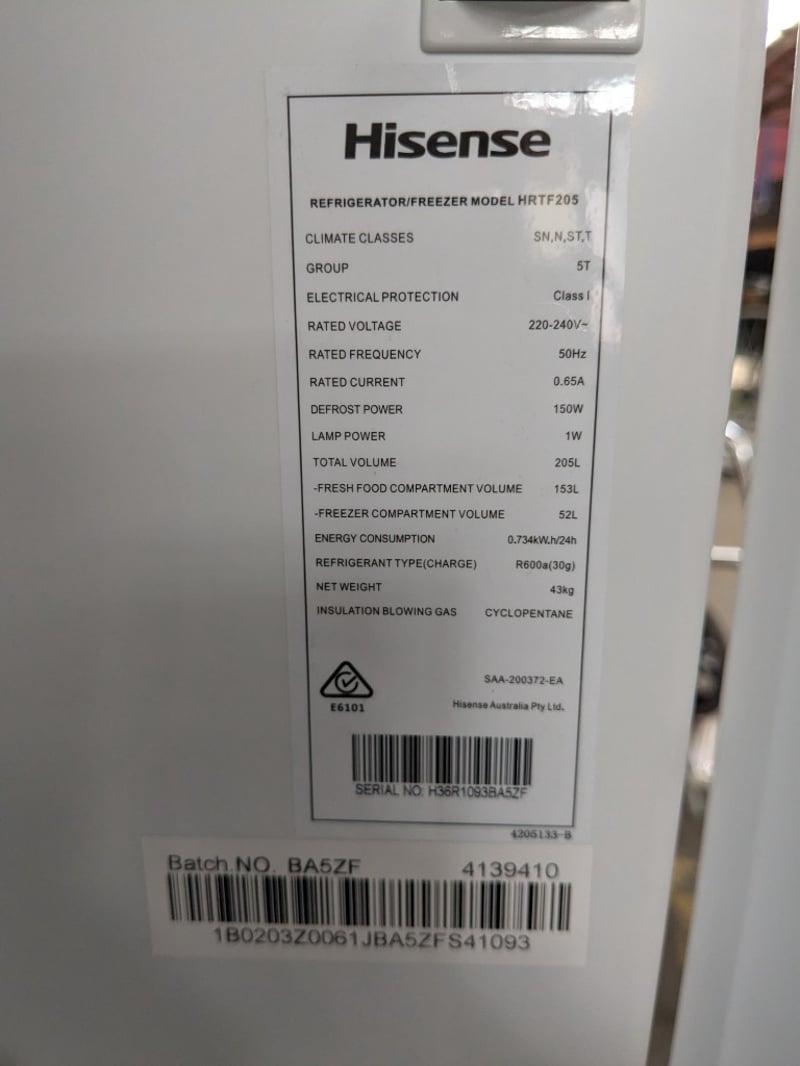 Hisense
REFRIGERATOR/FREEZER MODEL HRTF205
CLIMATE CLASSES SN,N,ST,T
GROUP 5T
ELECTRICAL PROTECTION Class I
RATED VOLTAGE 220-240V~
RATED FREQUENCY 50Hz
RATED CURRENT 0.65A
DEFROST POWER 150W
LAMP POWER 1W
TOTAL VOLUME 205L
-FRESH FOOD COMPARTMENT VOLUME 153L
-FREEZER COMPARTMENT VOLUME 52L
ENERGY CONSUMPTION 0.734kW.h/24h
REFRIGERANT TYPE(CHARGE) R600a(30g)
NET WEIGHT 43kg
INSULATION BLOWING GAS CYCLOPENTANE
SAA-200372-EA
E6101 Hisense Australia Pty Ltd.
SERIAL NO: H36R1093BA5ZF
4205133-B
Batch NO. BA5ZF 4139410
1B0203Z0061JBA5ZFS41093